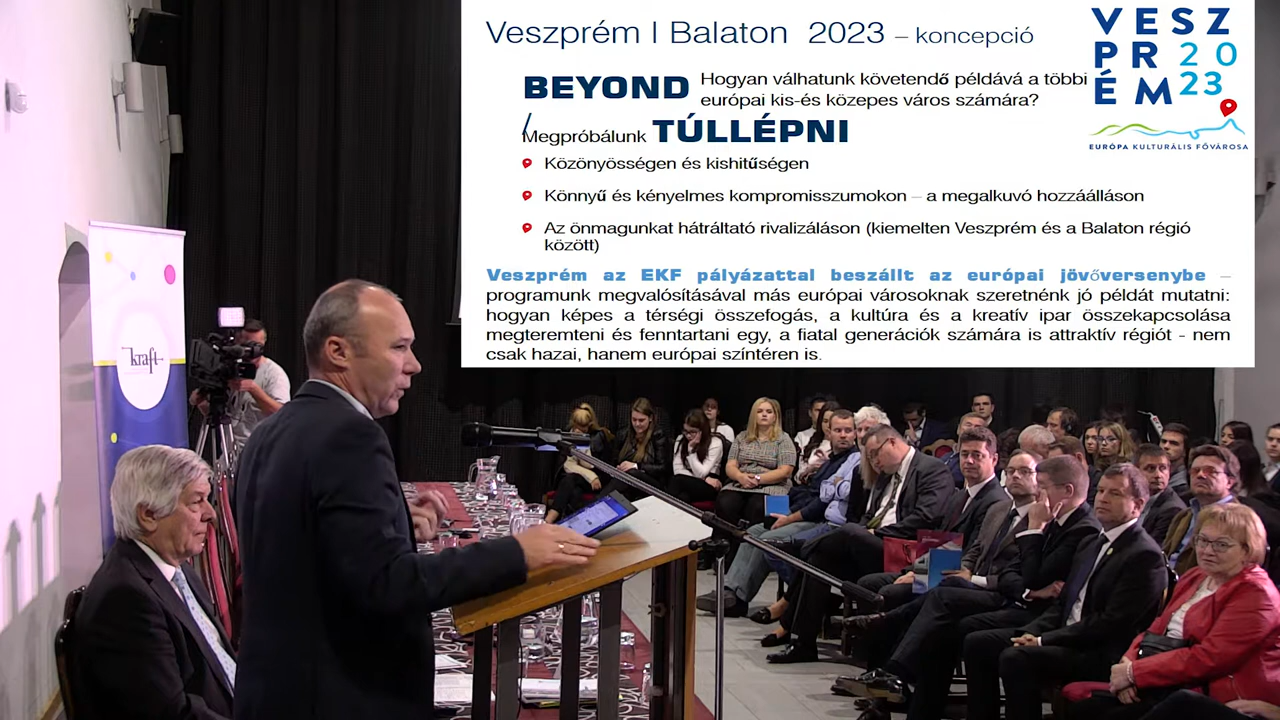 Veszprém | Balaton 2023 – koncepció
BEYOND Hogyan válhatunk követendő példává a többi
európai kis-és közepes város számára?
/
Megpróbálunk TÚLLÉPNI
Közönyösségen és kishitűségen
Könnyű és kényelmes kompromisszumokon – a megalkuvó hozzáálláson
Az önmagunkat hátráltató rivalizáláson (kiemelten Veszprém és a Balaton régió
között)
Veszprém az EKF pályázattal beszállt az európai jövőversenybe –
programunk megvalósításával más európai városoknak szeretnénk jó példát mutatni:
hogyan képes a térségi összefogás, a kultúra és a kreatív ipar összekapcsolása
megteremteni és fenntartani egy, a fiatal generációk számára is attraktív régiót - nem
csak hazai, hanem európai színtéren is.
VESZ
PR 20
ÉM 23
EURÓPA KULTURÁLIS FŐVÁROSA
kraft